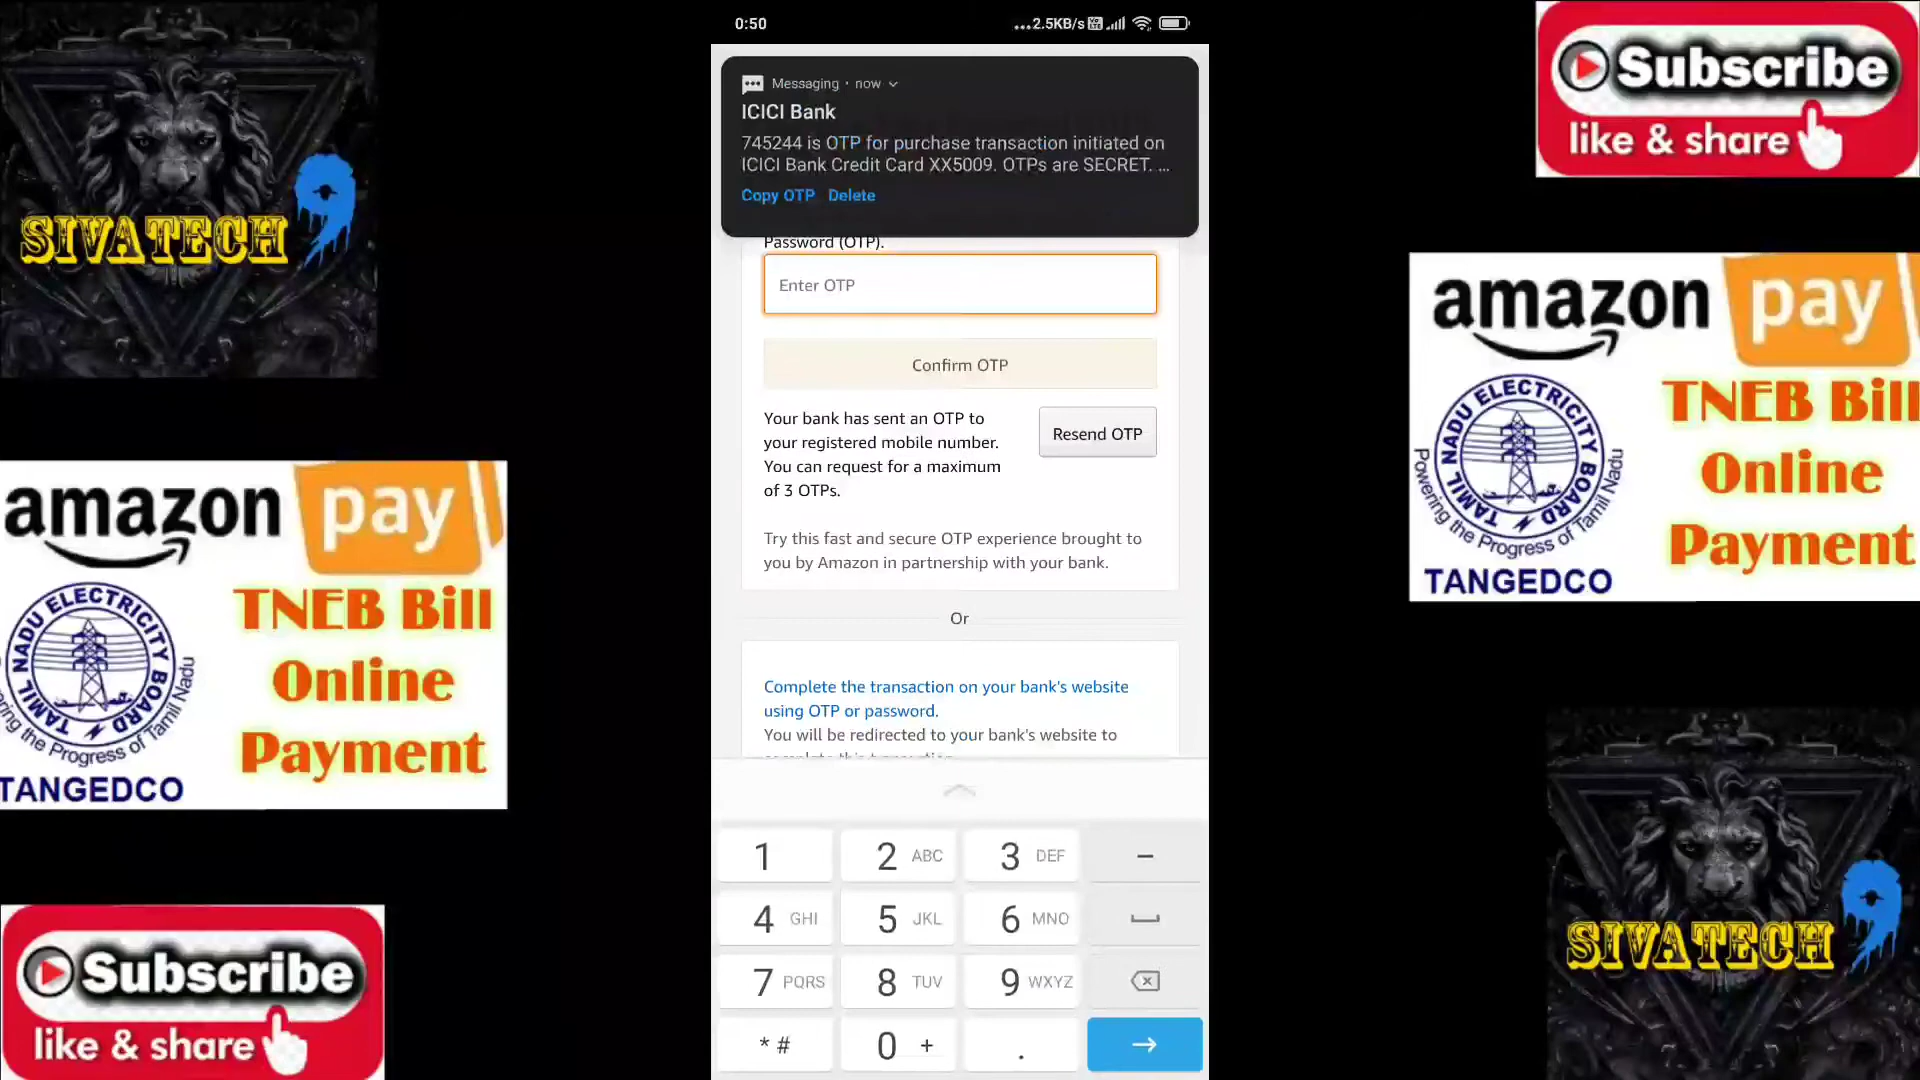 0:50
...2.5KB/s
Messaging · now
ICICI Bank
745244 is OTP for purchase transaction initiated on
ICICI Bank Credit Card XX5009. OTPs are SECRET. ...
Copy OTP Delete
Password (OTP).
Enter OTP
Confirm OTP
Your bank has sent an OTP to
your registered mobile number.
You can request for a maximum
of 3 OTPs.
Resend OTP
Try this fast and secure OTP experience brought to
you by Amazon in partnership with your bank.
Or
Complete the transaction on your bank's website
using OTP or password.
You will be redirected to your bank's website to
complete this transaction
1 2 ABC 3 DEF –
4 GHI 5 JKL 6 MNO
7 PQRS 8 TUV 9 WXYZ
* # 0 + .
SIVATECH 9
amazon pay
TAMIL NADU ELECTRICITY BOARD
ring the Progress of Tamil Nadu
TANGEDCO
TNEB Bill
Online
Payment
Subscribe
like & share
Subscribe
like & share
amazon pay
TAMIL NADU ELECTRICITY BOARD
Powering the Progress of Tamil Nadu
TANGEDCO
TNEB Bill
Online
Payment
SIVATECH 9